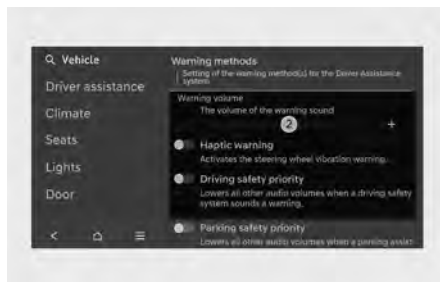 Vehicle
Driver assistance
Climate
Seats
Lights
Door
Warning methods
Setting of the warning method(s) for the Driver Assistance
system.
Warning volume
The volume of the warning sound
2
+
Haptic warning
Activates the steering wheel vibration warning.
Driving safety priority
Lowers all other audio volumes when a driving safety
system sounds a warning.
Parking safety priority
Lowers all other audio volumes when a parking assist